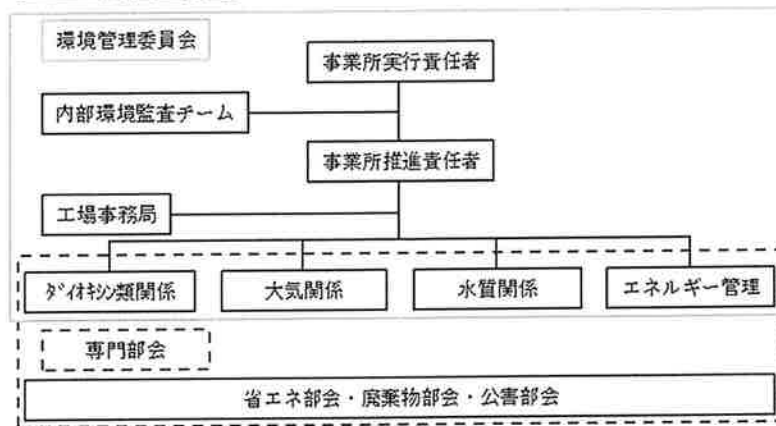 環境管理委員会
事業所実行責任者
内部環境監査チーム
事業所推進責任者
工場事務局
ダイオキシン類関係
大気関係
水質関係
エネルギー管理
専門部会
省エネ部会・廃棄物部会・公害部会